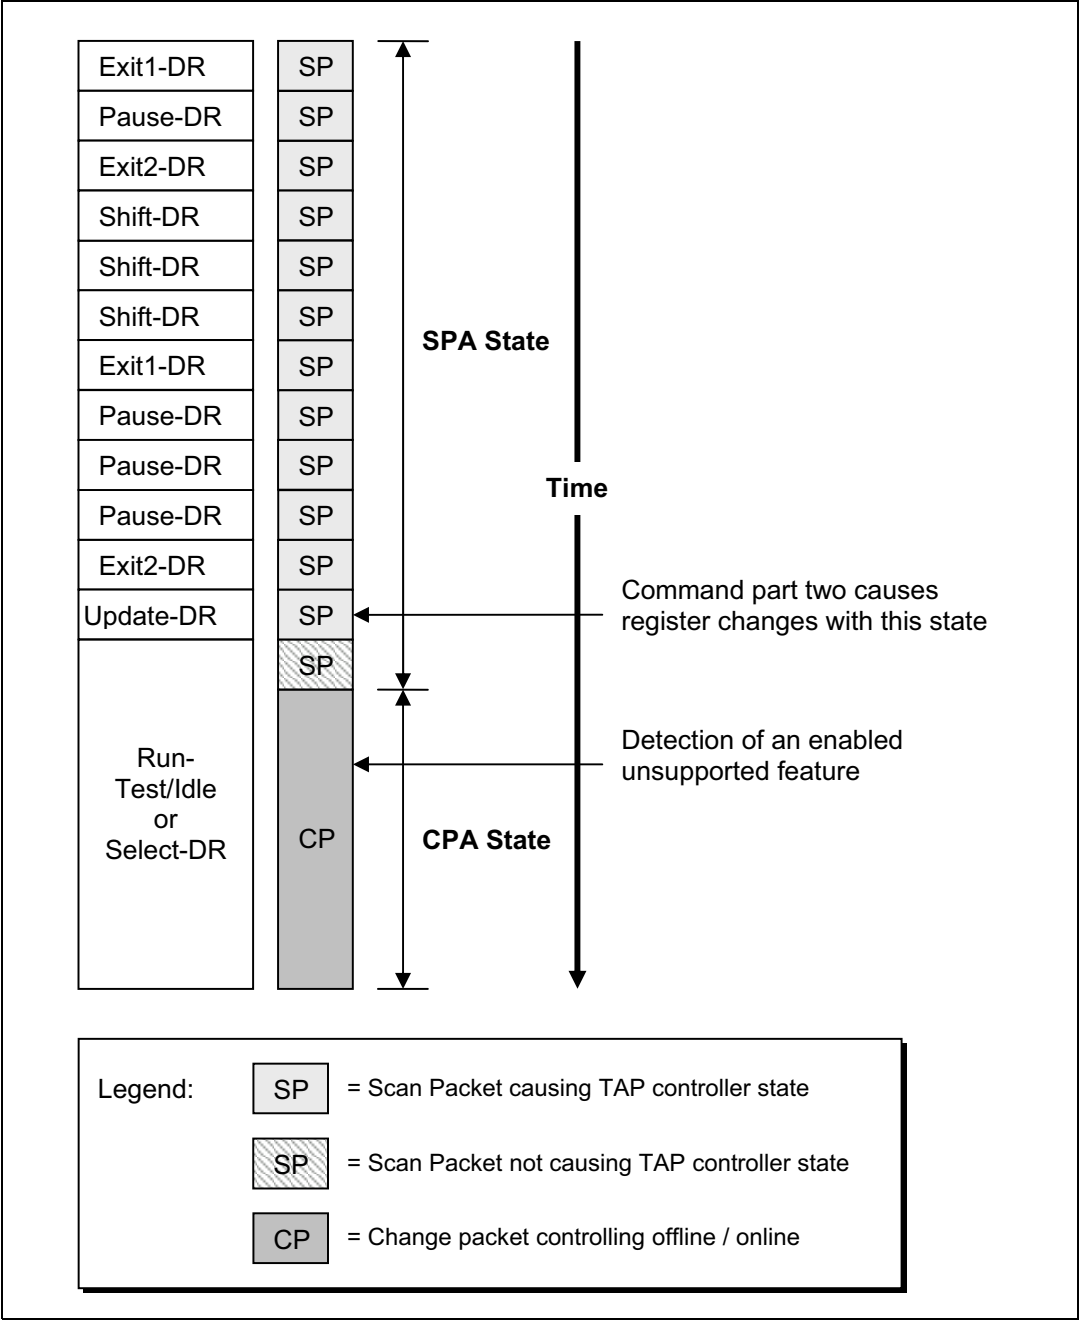 Exit1-DR SP
Pause-DR SP
Exit2-DR SP
Shift-DR SP
Shift-DR SP
Shift-DR SP
SPA State
Exit1-DR SP
Pause-DR SP
Pause-DR SP
Time
Pause-DR SP
Exit2-DR SP
Command part two causes
register changes with this state
Update-DR SP
SP
Detection of an enabled
unsupported feature
Run-
Test/Idle
or
Select-DR
CP
CPA State
Legend:
SP = Scan Packet causing TAP controller state
SP = Scan Packet not causing TAP controller state
CP = Change packet controlling offline / online